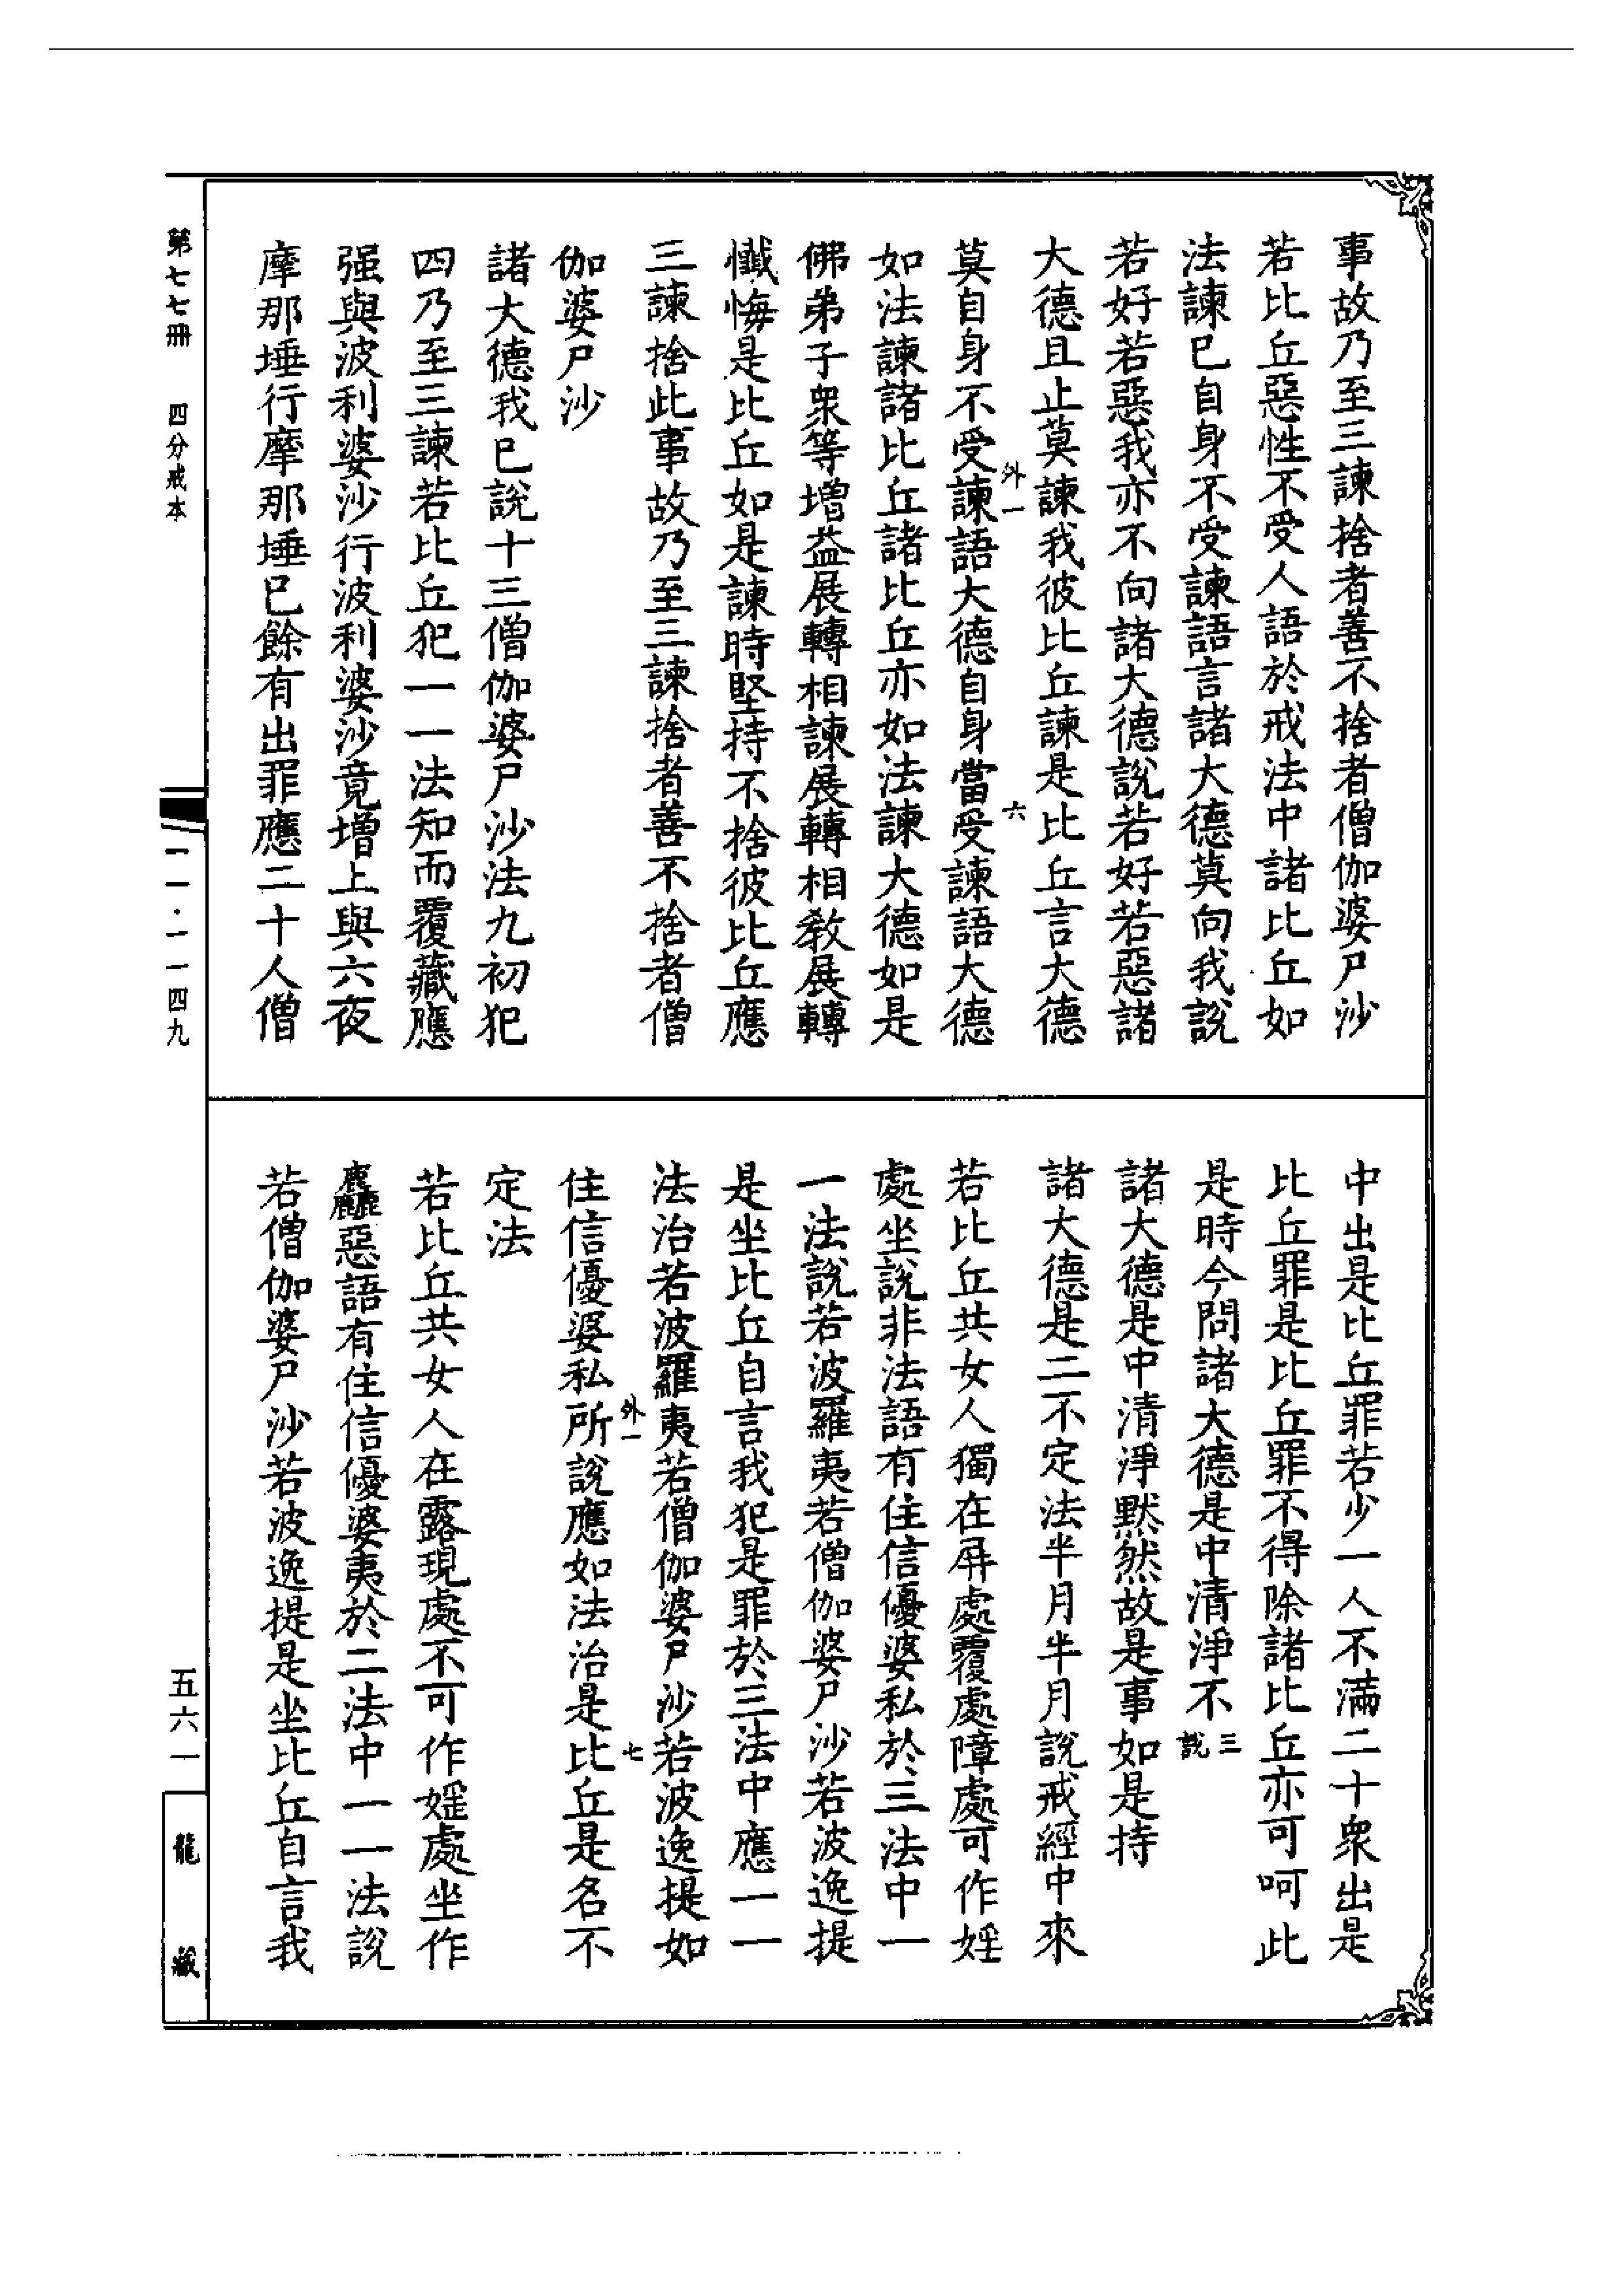 事故乃至三諫捨者善不捨者僧伽婆尸沙
若比丘惡性不受人語於戒法中諸比丘如
法諫已自身不受諫語言諸大德莫向我說
若好若惡我亦不向諸大德說若好若惡諸
大德且止莫諫我彼比丘諫是比丘言大德
外一 六
莫自身不受諫語大德自身當受諫語大德
如法諫諸比丘諸比丘亦如法諫大德如是
佛弟子衆等增益展轉相諫展轉相教展轉
懺悔是比丘如是諫時堅持不捨彼比丘應
三諫捨此事故乃至三諫捨者善不捨者僧
伽婆尸沙
諸大德我已說十三僧伽婆尸沙法九初犯
四乃至三諫若比丘犯一一法知而覆藏應
强與波利婆沙行波利婆沙竟增上與六夜
摩那埵行摩那埵已餘有出罪應二十人僧
中出是比丘罪若少一人不滿二十衆出是
比丘罪是比丘罪不得除諸比丘亦可呵此
是時今問諸大德是中清淨不三說
諸大德是中清淨默然故是事如是持
諸大德是二不定法半月半月說戒經中來
若比丘共女人獨在屏處覆處障處可作婬
處坐說非法語有住信優婆私於三法中一
一法說若波羅夷若僧伽婆尸沙若波逸提
是坐比丘自言我犯是罪於三法中應一一
法治若波羅夷若僧伽婆尸沙若波逸提如
外一 七
住信優婆私所說應如法治是比丘是名不
定法
若比丘共女人在露現處不可作婬處坐作
麤惡語有住信優婆夷於二法中一一法說
若僧伽婆尸沙若波逸提是坐比丘自言我
第七七冊 四分戒本
一一·一一四九
五六一
龍藏